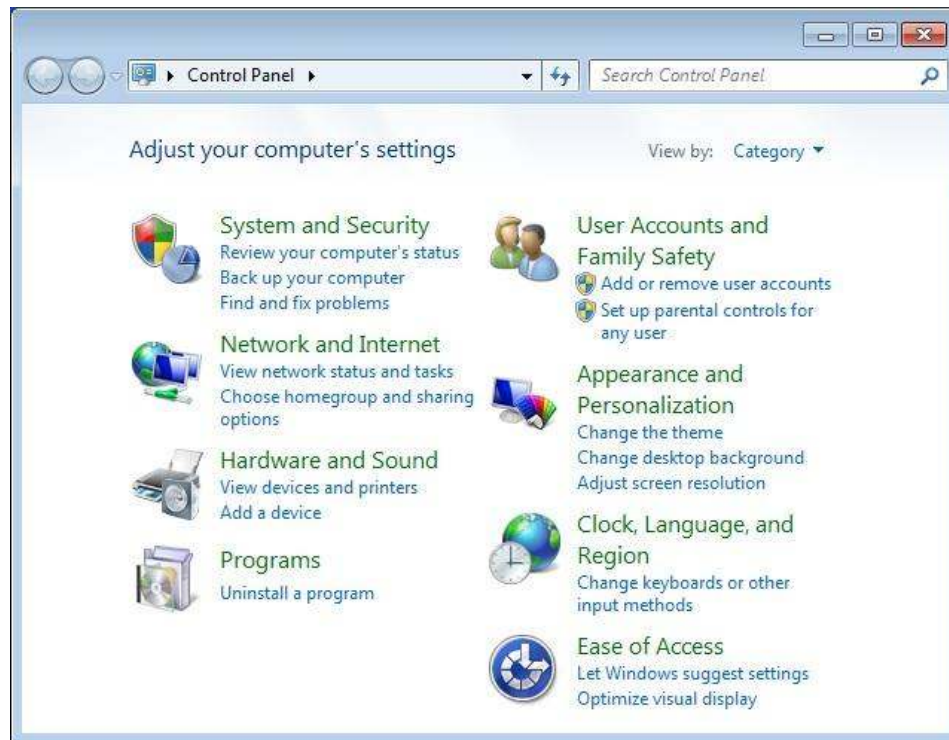 Control Panel
Search Control Panel
Adjust your computer's settings
View by: Category
System and Security
Review your computer's status
Back up your computer
Find and fix problems
Network and Internet
View network status and tasks
Choose homegroup and sharing
options
Hardware and Sound
View devices and printers
Add a device
Programs
Uninstall a program
User Accounts and
Family Safety
Add or remove user accounts
Set up parental controls for
any user
Appearance and
Personalization
Change the theme
Change desktop background
Adjust screen resolution
Clock, Language, and
Region
Change keyboards or other
input methods
Ease of Access
Let Windows suggest settings
Optimize visual display